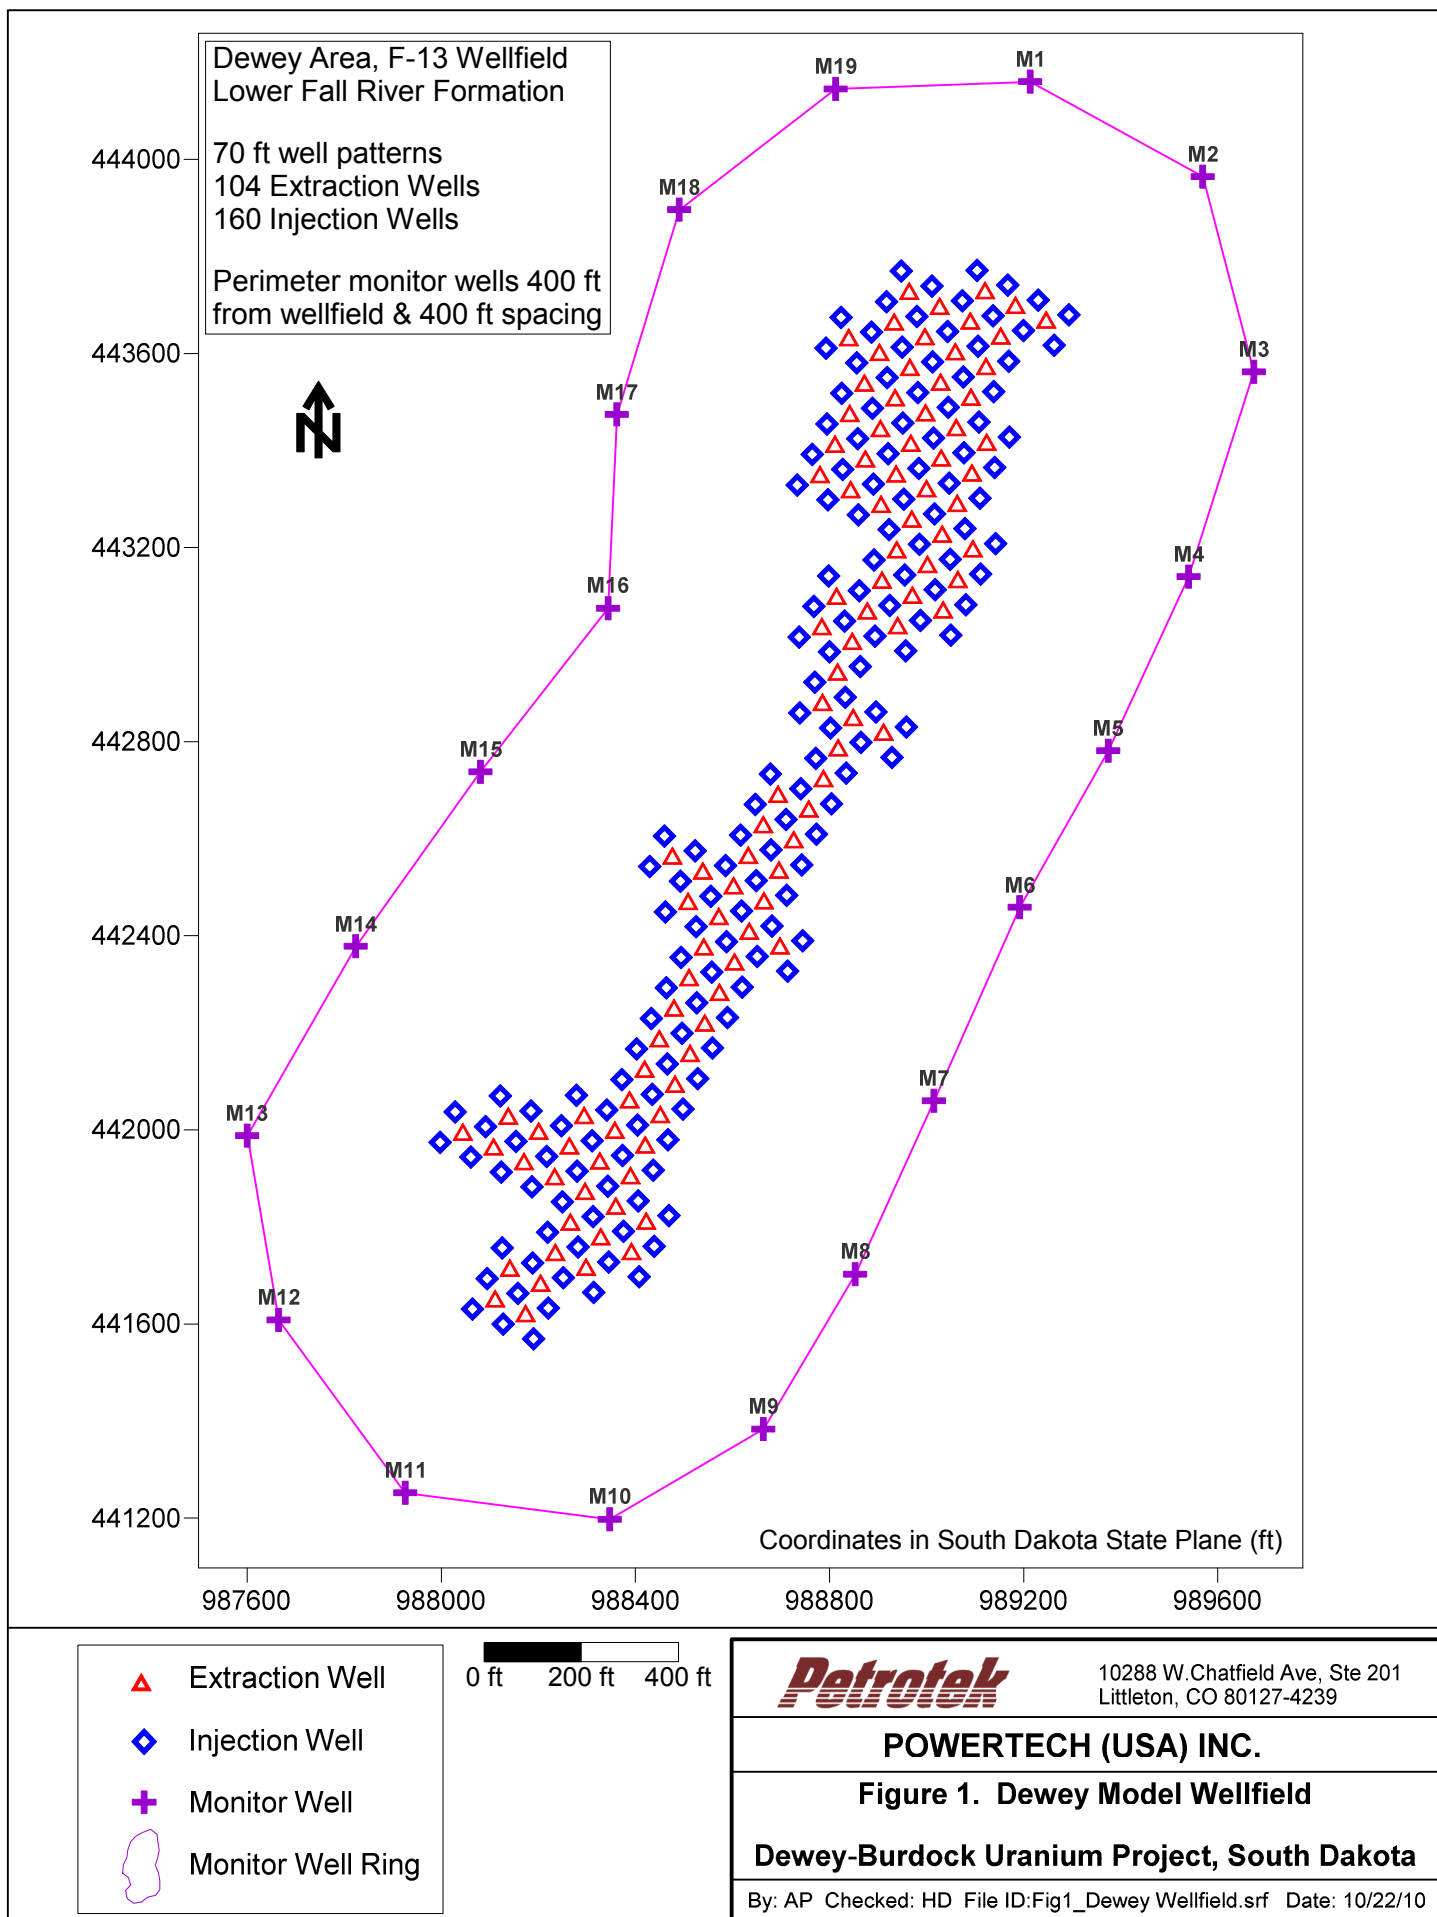 Dewey Area, F-13 Wellfield
Lower Fall River Formation
70 ft well patterns
104 Extraction Wells
160 Injection Wells
Perimeter monitor wells 400 ft
from wellfield & 400 ft spacing
N
M19
M1
M2
M18
M3
M17
M16
M4
M5
M15
M6
M14
M7
M13
M8
M12
M9
M11
M10
444000
443600
443200
442800
442400
442000
441600
441200
Coordinates in South Dakota State Plane (ft)
987600 988000 988400 988800 989200 989600
Extraction Well
Injection Well
Monitor Well
Monitor Well Ring
0 ft 200 ft 400 ft
Petrotek
10288 W.Chatfield Ave, Ste 201
Littleton, CO 80127-4239
POWERTECH (USA) INC.
Figure 1. Dewey Model Wellfield
Dewey-Burdock Uranium Project, South Dakota
By: AP Checked: HD File ID:Fig1_Dewey Wellfield.srf Date: 10/22/10